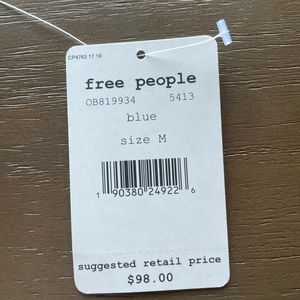 CP4763 17 19
free people
OB819934 5413
blue
size M
1 90380 24922 6
suggested retail price
$98.00